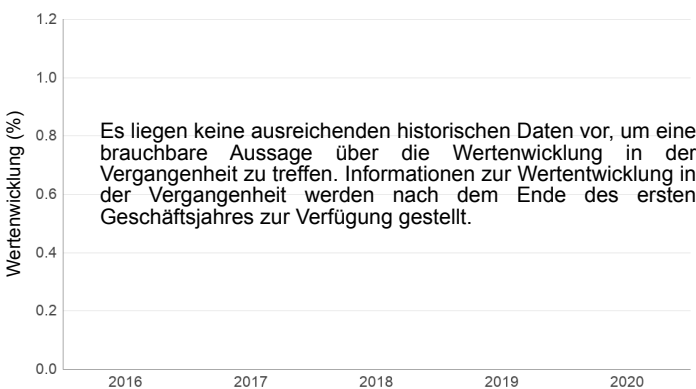 1.2
1.0
0.8
0.6
0.4
0.2
0.0
Wertenwicklung (%)
Es liegen keine ausreichenden historischen Daten vor, um eine
brauchbare Aussage über die Wertenwicklung in der
Vergangenheit zu treffen. Informationen zur Wertentwicklung in
der Vergangenheit werden nach dem Ende des ersten
Geschäftsjahres zur Verfügung gestellt.
2016 2017 2018 2019 2020